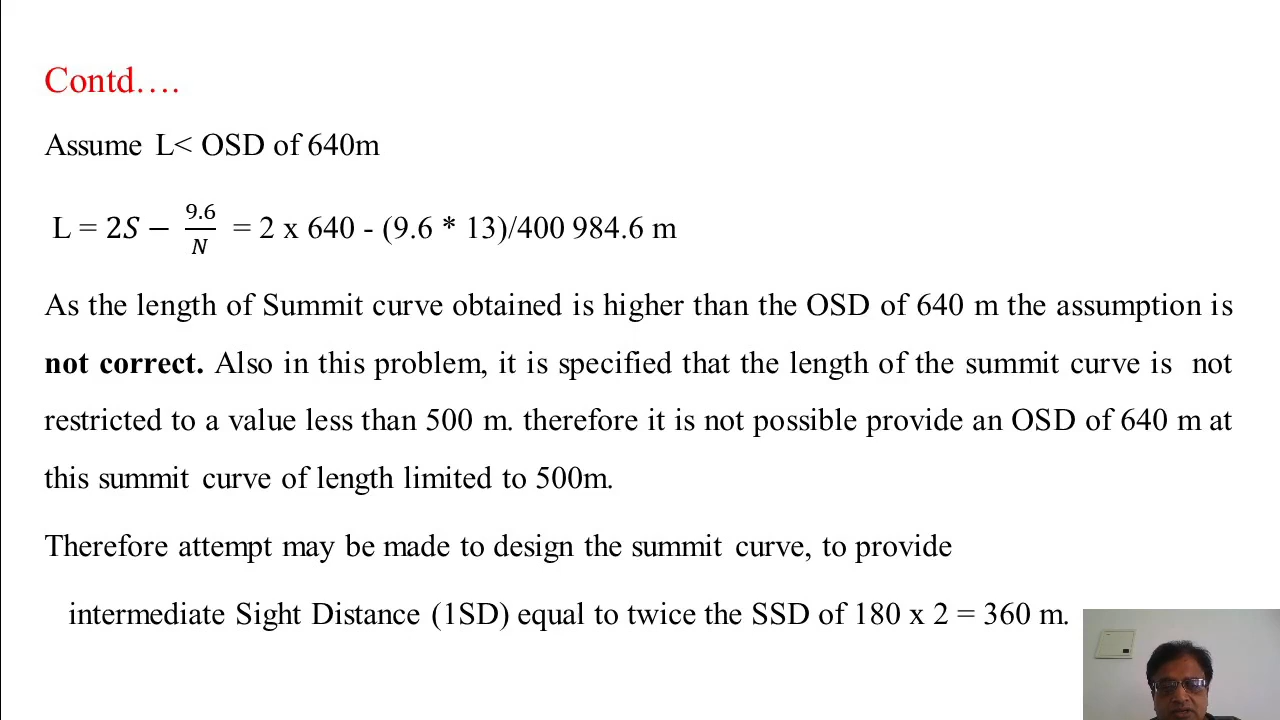 Contd….
Assume L< OSD of 640m
L = 2𝑆 − 9.6/𝑁 = 2 x 640 - (9.6 * 13)/400 984.6 m
As the length of Summit curve obtained is higher than the OSD of 640 m the assumption is
not correct. Also in this problem, it is specified that the length of the summit curve is not
restricted to a value less than 500 m. therefore it is not possible provide an OSD of 640 m at
this summit curve of length limited to 500m.
Therefore attempt may be made to design the summit curve, to provide
intermediate Sight Distance (1SD) equal to twice the SSD of 180 x 2 = 360 m.